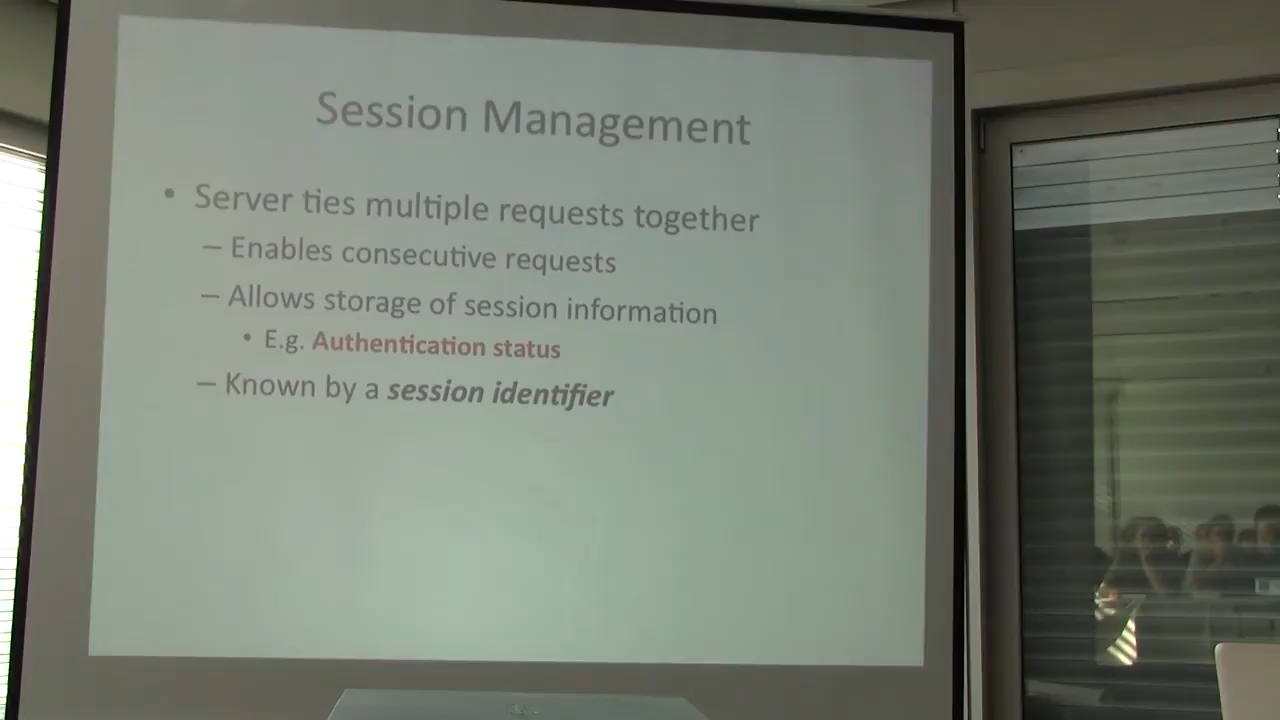 Session Management
• Server ties multiple requests together
– Enables consecutive requests
– Allows storage of session information
• E.g. Authentication status
– Known by a session identifier